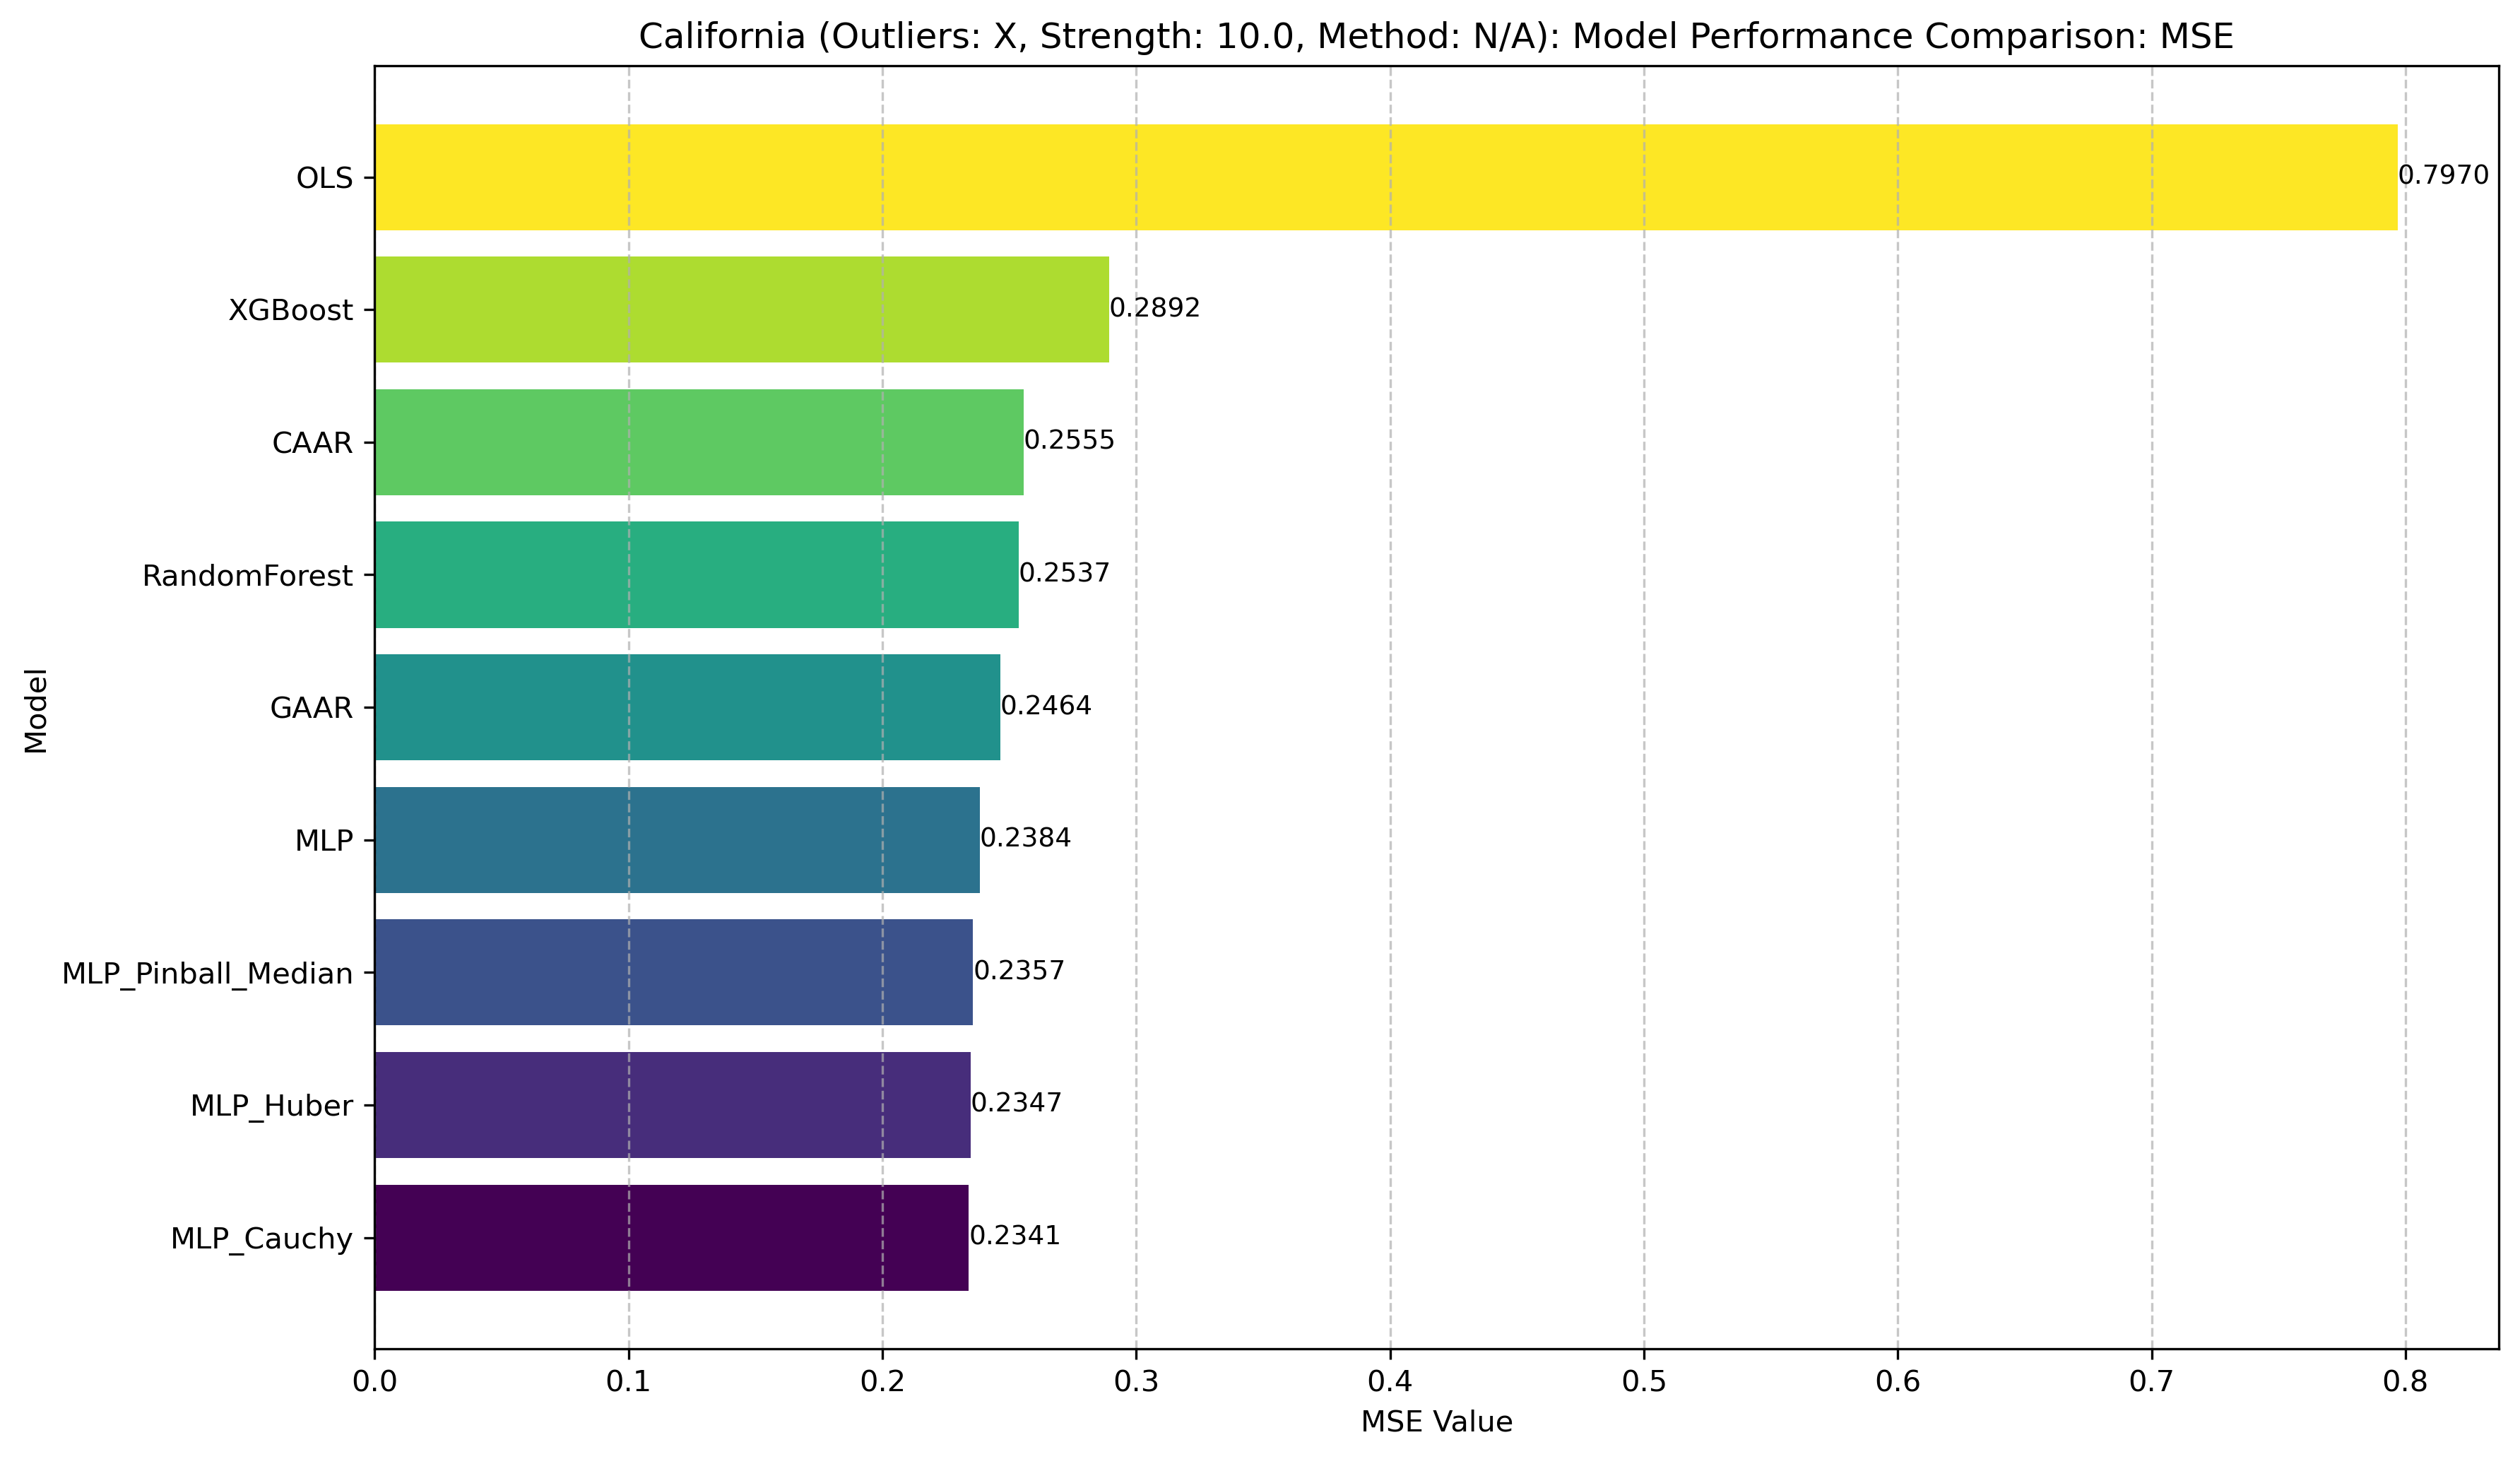 California (Outliers: X, Strength: 10.0, Method: N/A): Model Performance Comparison: MSE
OLS
0.7970
XGBoost
0.2892
CAAR
0.2555
RandomForest
0.2537
GAAR
0.2464
MLP
0.2384
MLP_Pinball_Median
0.2357
MLP_Huber
0.2347
MLP_Cauchy
0.2341
Model
0.0 0.1 0.2 0.3 0.4 0.5 0.6 0.7 0.8
MSE Value